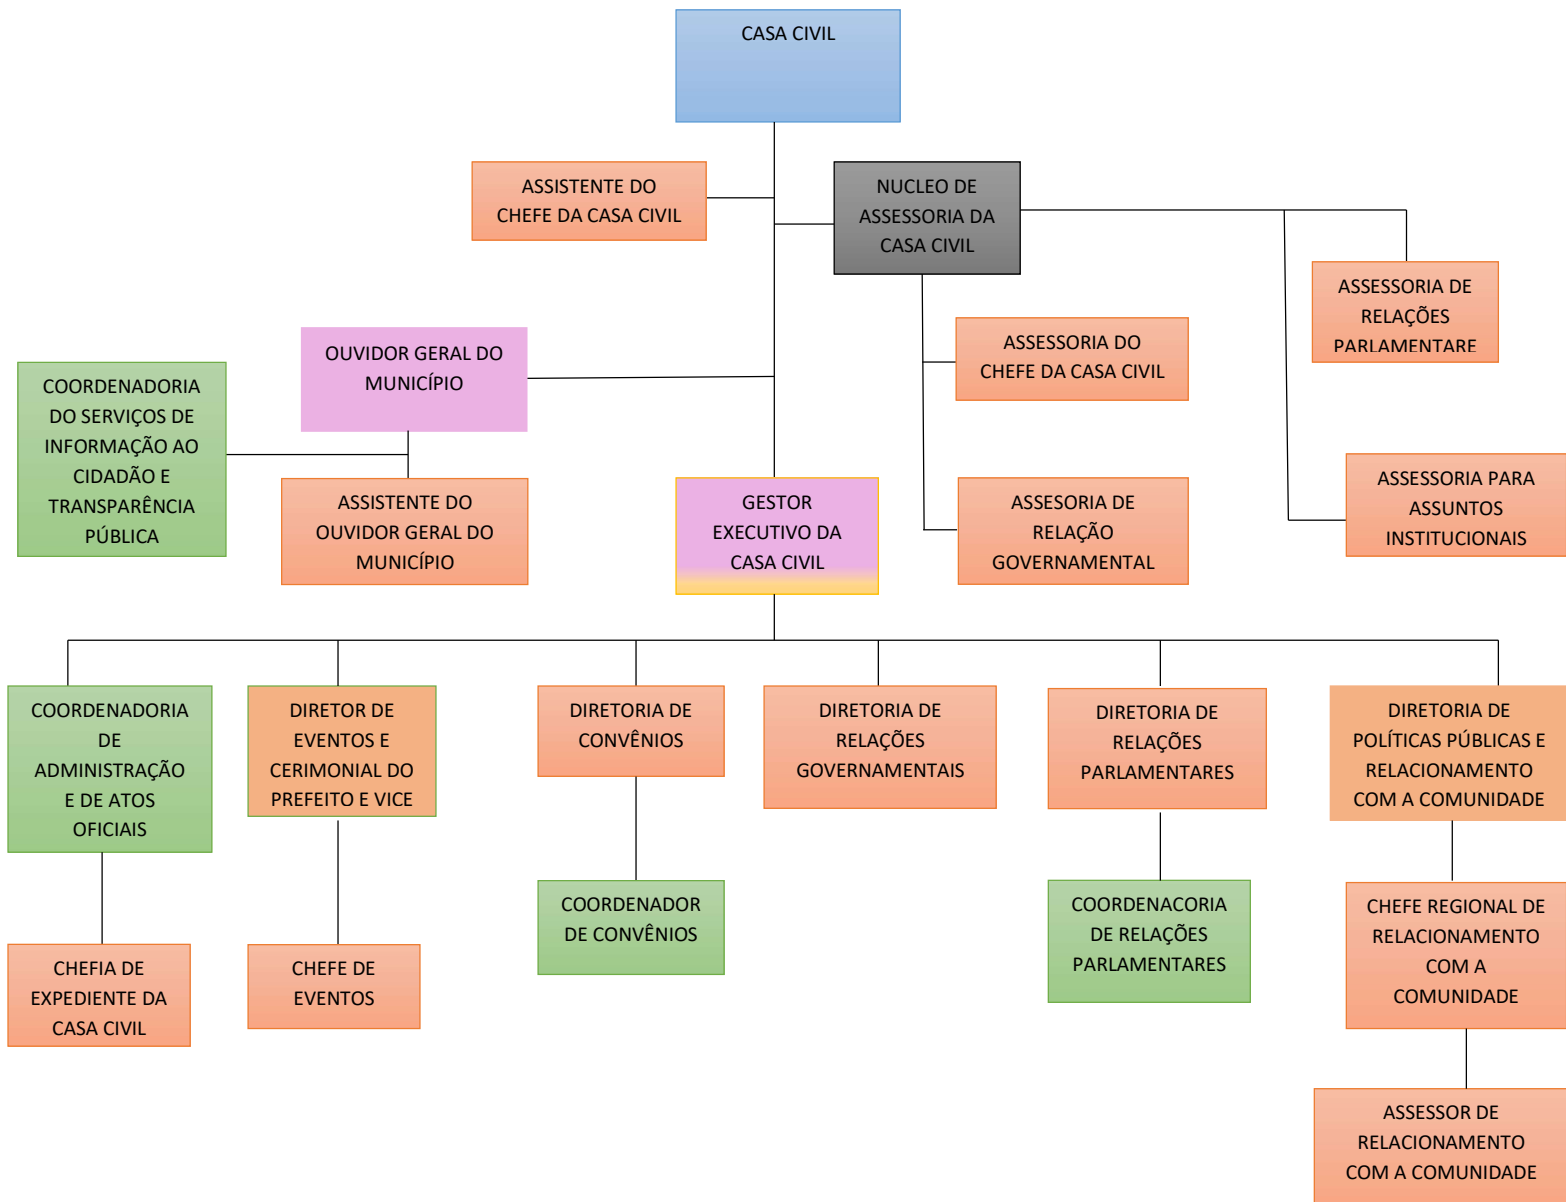 CASA CIVIL
ASSISTENTE DO
CHEFE DA CASA CIVIL
NUCLEO DE
ASSESSORIA DA
CASA CIVIL
ASSESSORIA DE
RELAÇÕES
PARLAMENTARE
ASSESSORIA DO
CHEFE DA CASA CIVIL
OUVIDOR GERAL DO
MUNICÍPIO
COORDENADORIA
DO SERVIÇOS DE
INFORMAÇÃO AO
CIDADÃO E
TRANSPARÊNCIA
PÚBLICA
ASSISTENTE DO
OUVIDOR GERAL DO
MUNICÍPIO
GESTOR
EXECUTIVO DA
CASA CIVIL
ASSESORIA DE
RELAÇÃO
GOVERNAMENTAL
ASSESSORIA PARA
ASSUNTOS
INSTITUCIONAIS
COORDENADORIA
DE
ADMINISTRAÇÃO
E DE ATOS
OFICIAIS
DIRETOR DE
EVENTOS E
CERIMONIAL DO
PREFEITO E VICE
DIRETORIA DE
CONVÊNIOS
DIRETORIA DE
RELAÇÕES
GOVERNAMENTAIS
DIRETORIA DE
RELAÇÕES
PARLAMENTARES
DIRETORIA DE
POLÍTICAS PÚBLICAS E
RELACIONAMENTO
COM A COMUNIDADE
CHEFIA DE
EXPEDIENTE DA
CASA CIVIL
CHEFE DE
EVENTOS
COORDENADOR
DE CONVÊNIOS
COORDENACORIA
DE RELAÇÕES
PARLAMENTARES
CHEFE REGIONAL DE
RELACIONAMENTO
COM A
COMUNIDADE
ASSESSOR DE
RELACIONAMENTO
COM A COMUNIDADE